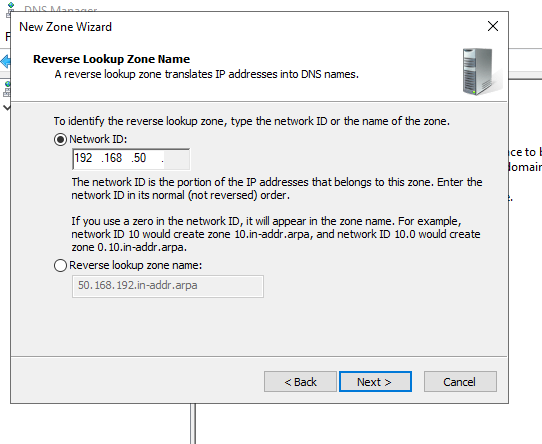 DNS Manager
New Zone Wizard
Reverse Lookup Zone Name
A reverse lookup zone translates IP addresses into DNS names.
To identify the reverse lookup zone, type the network ID or the name of the zone.
Network ID:
192 .168 .50 .
The network ID is the portion of the IP addresses that belongs to this zone. Enter the
network ID in its normal (not reversed) order.
If you use a zero in the network ID, it will appear in the zone name. For example,
network ID 10 would create zone 10.in-addr.arpa, and network ID 10.0 would create
zone 0.10.in-addr.arpa.
Reverse lookup zone name:
50.168.192.in-addr.arpa
< Back
Next >
Cancel